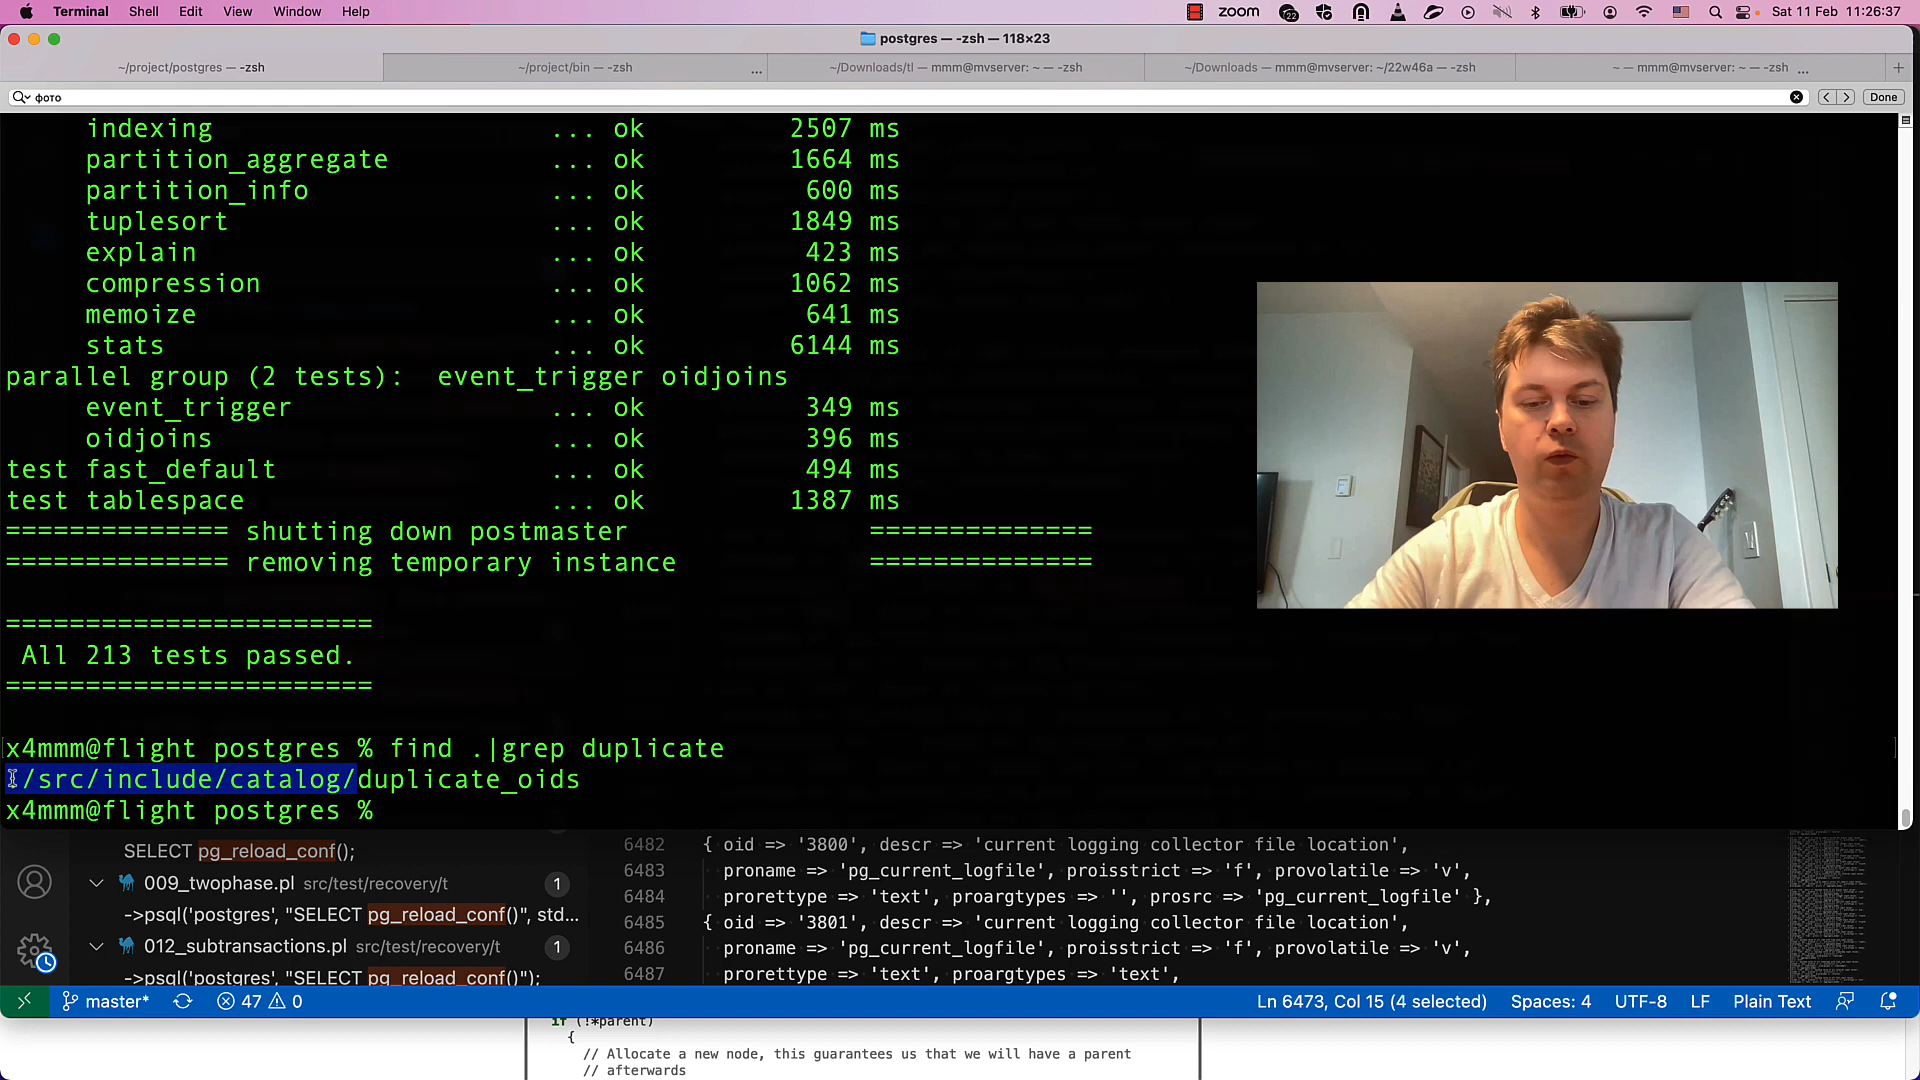 Terminal Shell Edit View Window Help zoom 22 Sat 11 Feb 11:26:37
postgres — -zsh — 118×23
~/project/postgres — -zsh ~/project/bin — -zsh ... ~/Downloads/tl — mmm@mvserver: ~ — -zsh ~/Downloads — mmm@mvserver: ~/22w46a — -zsh ~ — mmm@mvserver: ~ — -zsh ... +
фото Done
indexing ... ok 2507 ms
partition_aggregate ... ok 1664 ms
partition_info ... ok 600 ms
tuplesort ... ok 1849 ms
explain ... ok 423 ms
compression ... ok 1062 ms
memoize ... ok 641 ms
stats ... ok 6144 ms
parallel group (2 tests): event_trigger oidjoins
event_trigger ... ok 349 ms
oidjoins ... ok 396 ms
test fast_default ... ok 494 ms
test tablespace ... ok 1387 ms
============== shutting down postmaster ==============
============== removing temporary instance ==============
=======================
All 213 tests passed.
=======================
x4mmm@flight postgres % find .|grep duplicate
./src/include/catalog/duplicate_oids
x4mmm@flight postgres %
SELECT pg_reload_conf();
009_twophase.pl src/test/recovery/t 1
->psql('postgres', "SELECT pg_reload_conf()", std...
012_subtransactions.pl src/test/recovery/t 1
->psql('postgres', "SELECT pg_reload_conf()");
6482 { oid => '3800', descr => 'current logging collector file location',
6483 proname => 'pg_current_logfile', proisstrict => 'f', provolatile => 'v',
6484 prorettype => 'text', proargtypes => '', prosrc => 'pg_current_logfile' },
6485 { oid => '3801', descr => 'current logging collector file location',
6486 proname => 'pg_current_logfile', proisstrict => 'f', provolatile => 'v',
6487 prorettype => 'text', proargtypes => 'text',
master* 47 0 Ln 6473, Col 15 (4 selected) Spaces: 4 UTF-8 LF Plain Text
if (!*parent)
{
// Allocate a new node, this guarantees us that we will have a parent
// afterwards